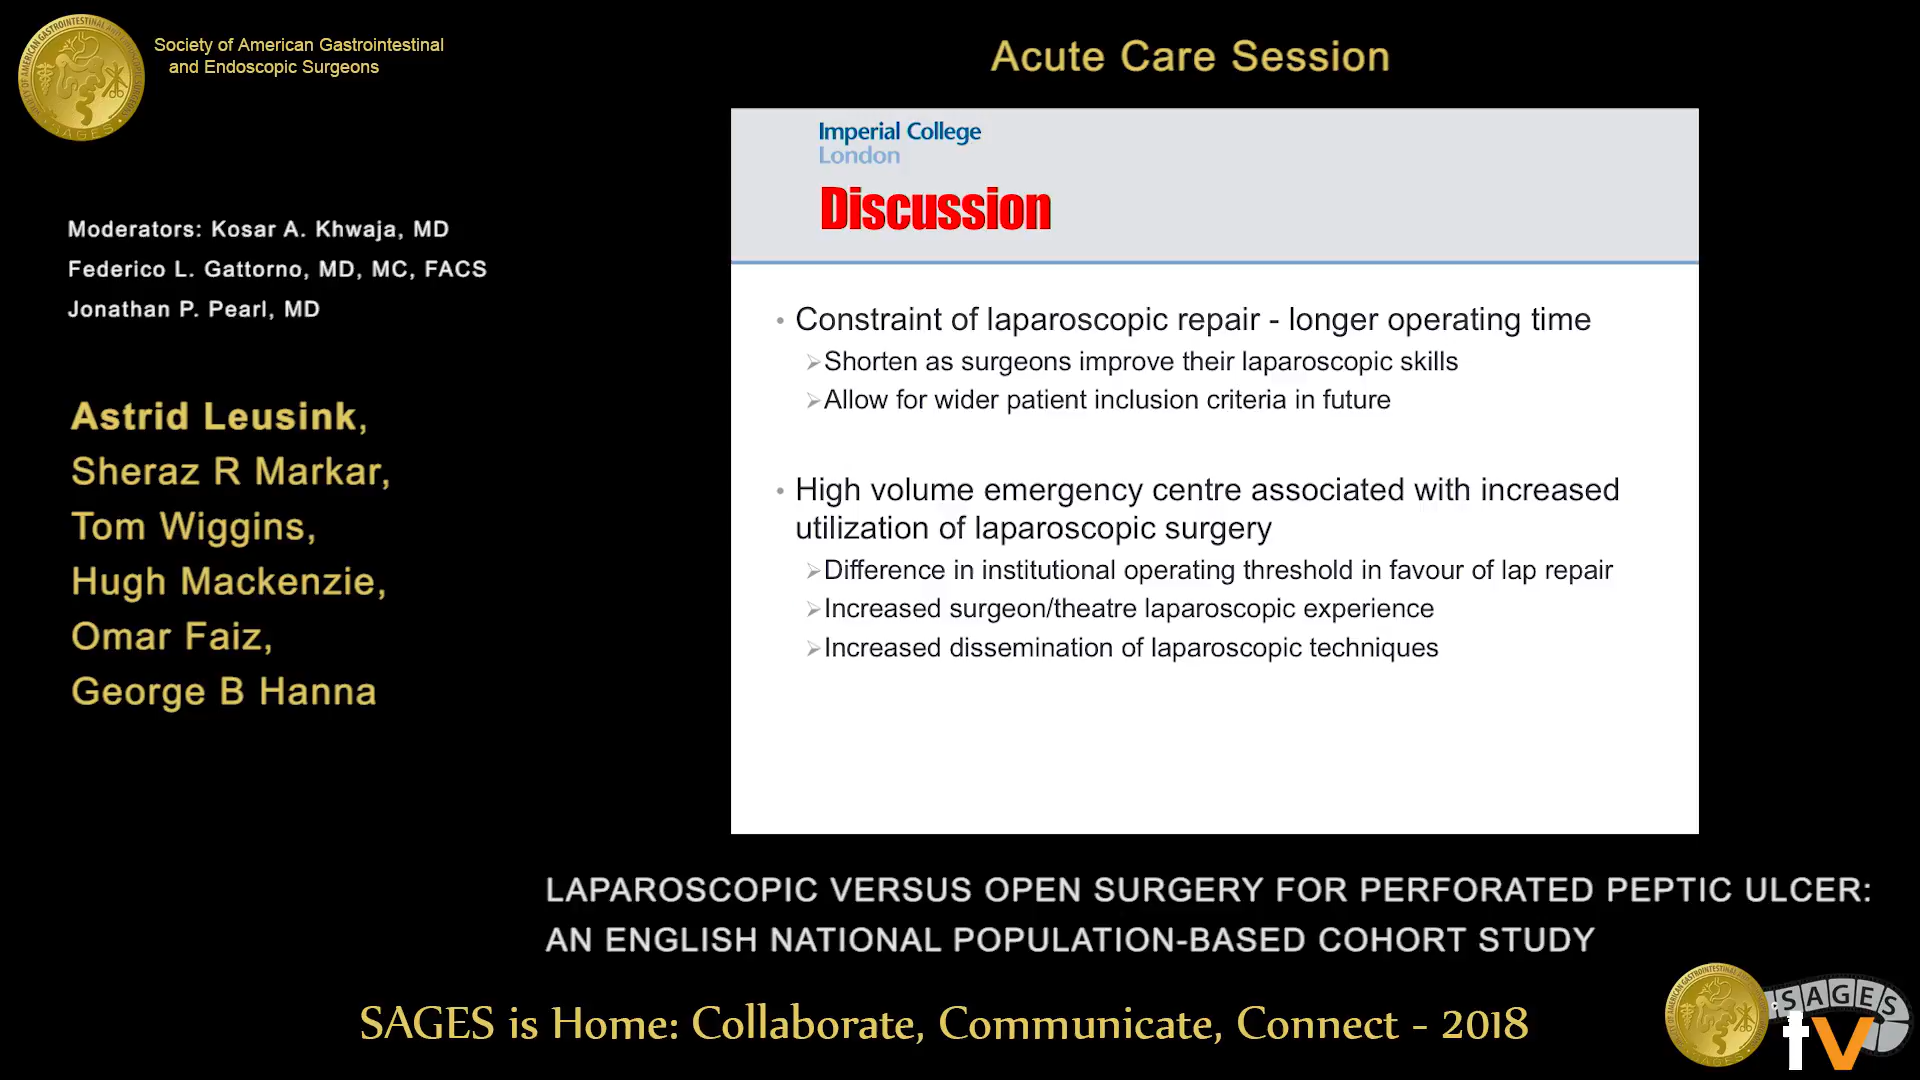 Society of American Gastrointestinal
and Endoscopic Surgeons
Acute Care Session
Moderators: Kosar A. Khwaja, MD
Federico L. Gattorno, MD, MC, FACS
Jonathan P. Pearl, MD
Astrid Leusink,
Sheraz R Markar,
Tom Wiggins,
Hugh Mackenzie,
Omar Faiz,
George B Hanna
Imperial College
London
Discussion
• Constraint of laparoscopic repair - longer operating time
➢Shorten as surgeons improve their laparoscopic skills
➢Allow for wider patient inclusion criteria in future
• High volume emergency centre associated with increased
utilization of laparoscopic surgery
➢Difference in institutional operating threshold in favour of lap repair
➢Increased surgeon/theatre laparoscopic experience
➢Increased dissemination of laparoscopic techniques
LAPAROSCOPIC VERSUS OPEN SURGERY FOR PERFORATED PEPTIC ULCER:
AN ENGLISH NATIONAL POPULATION-BASED COHORT STUDY
SAGES is Home: Collaborate, Communicate, Connect - 2018
SAGES
tv